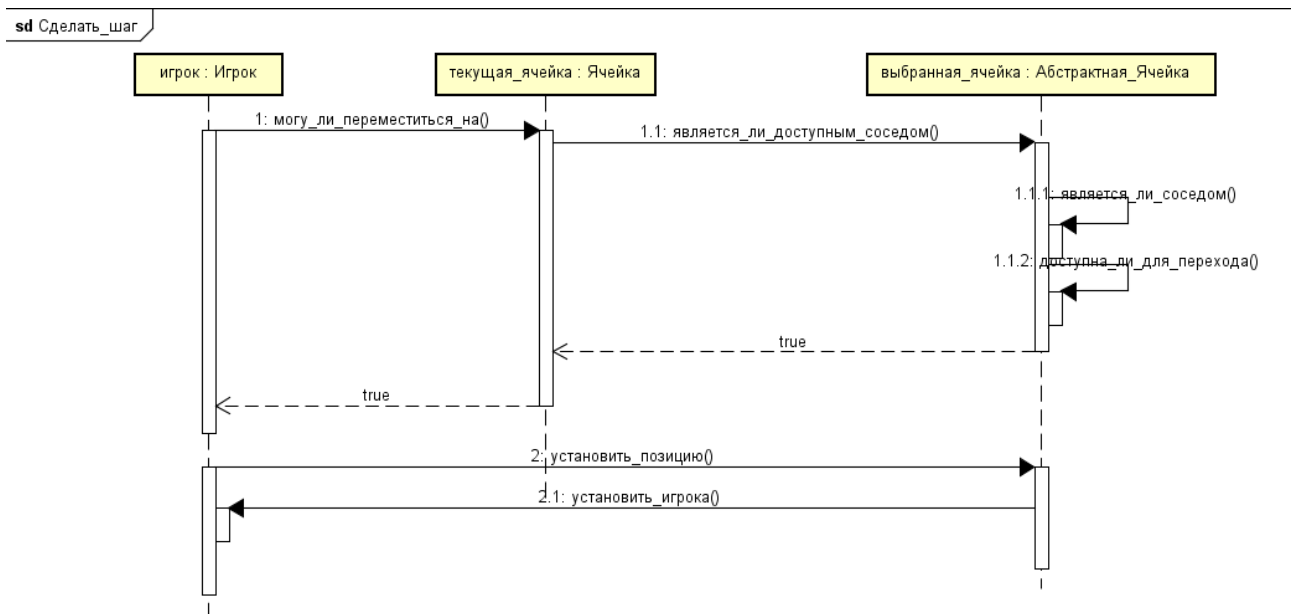 sd Сделать_шаг
игрок : Игрок
текущая_ячейка : Ячейка
выбранная_ячейка : Абстрактная_Ячейка
1: могу_ли_переместиться_на()
1.1: является_ли_доступным_соседом()
1.1.1: является_ли_соседом()
1.1.2: доступна_ли_для_перехода()
true
true
2: установить_позицию()
2.1: установить_игрока()